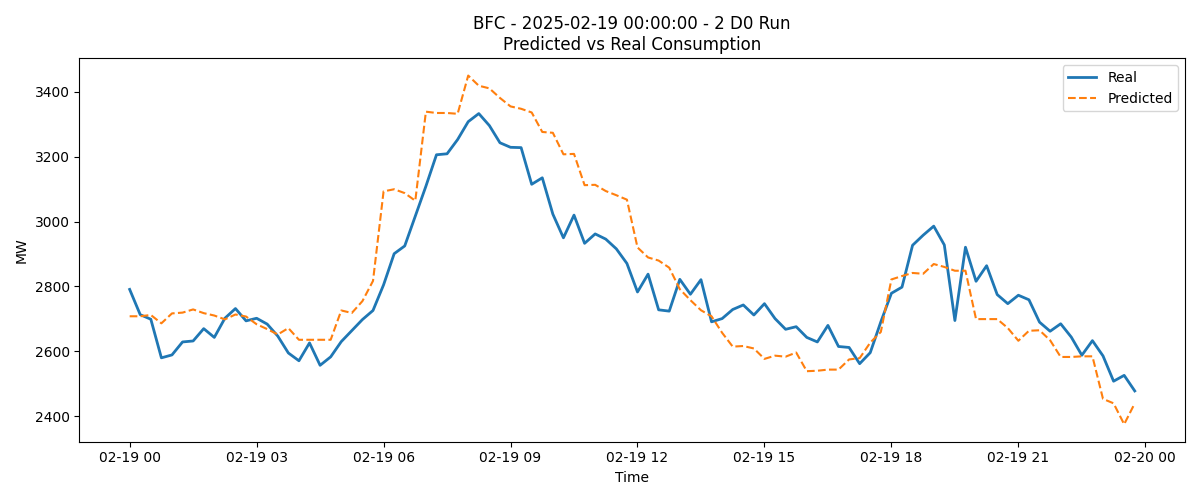 BFC - 2025-02-19 00:00:00 - 2 D0 Run
Predicted vs Real Consumption
Real
Predicted
MW
3400
3200
3000
2800
2600
2400
02-19 00
02-19 03
02-19 06
02-19 09
02-19 12
02-19 15
02-19 18
02-19 21
02-20 00
Time